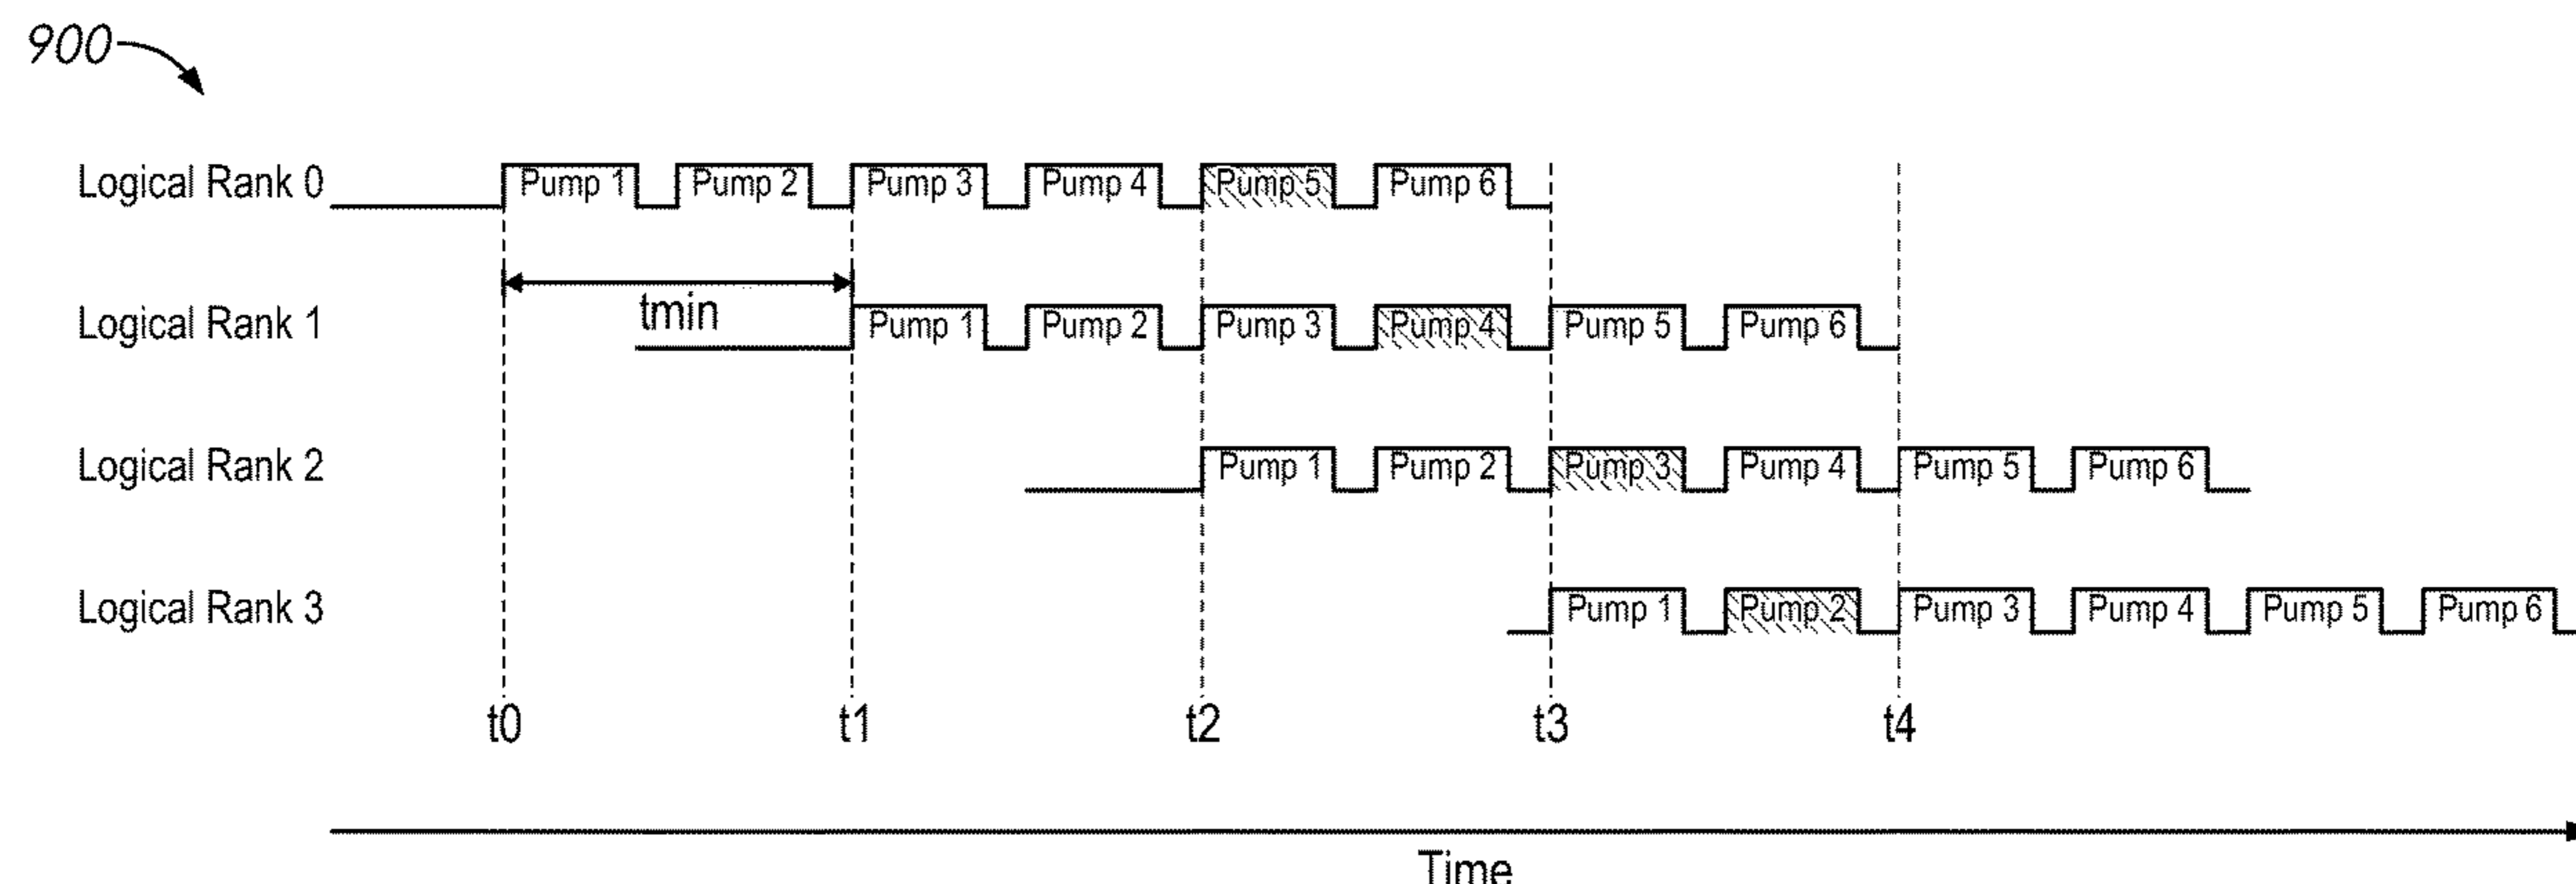 900
Logical Rank 0 Pump 1 Pump 2 Pump 3 Pump 4 Pump 5 Pump 6
tmin
Logical Rank 1 Pump 1 Pump 2 Pump 3 Pump 4 Pump 5 Pump 6
Logical Rank 2 Pump 1 Pump 2 Pump 3 Pump 4 Pump 5 Pump 6
Logical Rank 3 Pump 1 Pump 2 Pump 3 Pump 4 Pump 5 Pump 6
t0 t1 t2 t3 t4
Time